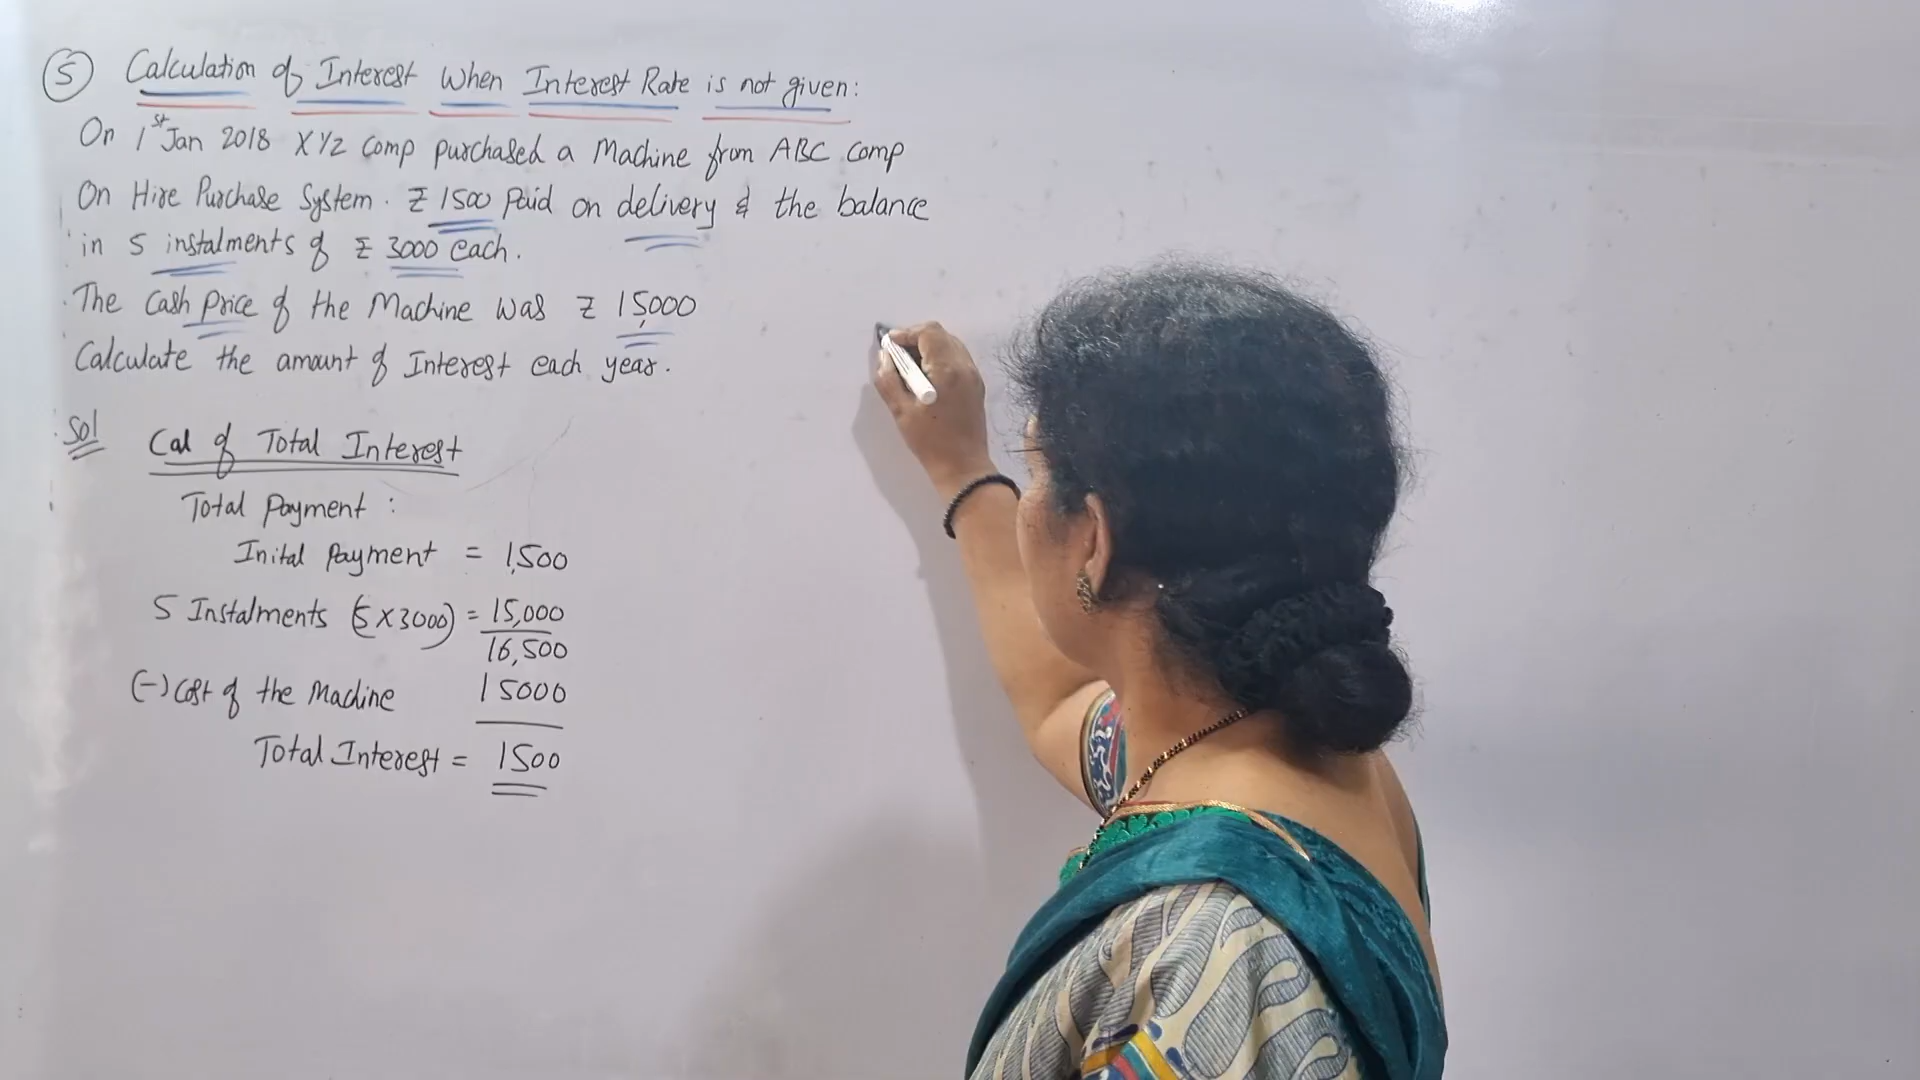 5 Calculation of Interest When Interest Rate is not given:
On 1st Jan 2018 XYZ Comp purchased a Machine from ABC comp
On Hire Purchase System. ₹ 1500 Paid on delivery & the balance
in 5 instalments of ₹ 3000 each.
The Cash Price of the Machine was ₹ 15,000
Calculate the amount of Interest each year.
Sol Cal of Total Interest
Total Payment :
Inital Payment = 1,500
5 Instalments (5 X 3000) = 15,000
16,500
(-) Cost of the Machine 15000
Total Interest = 1500